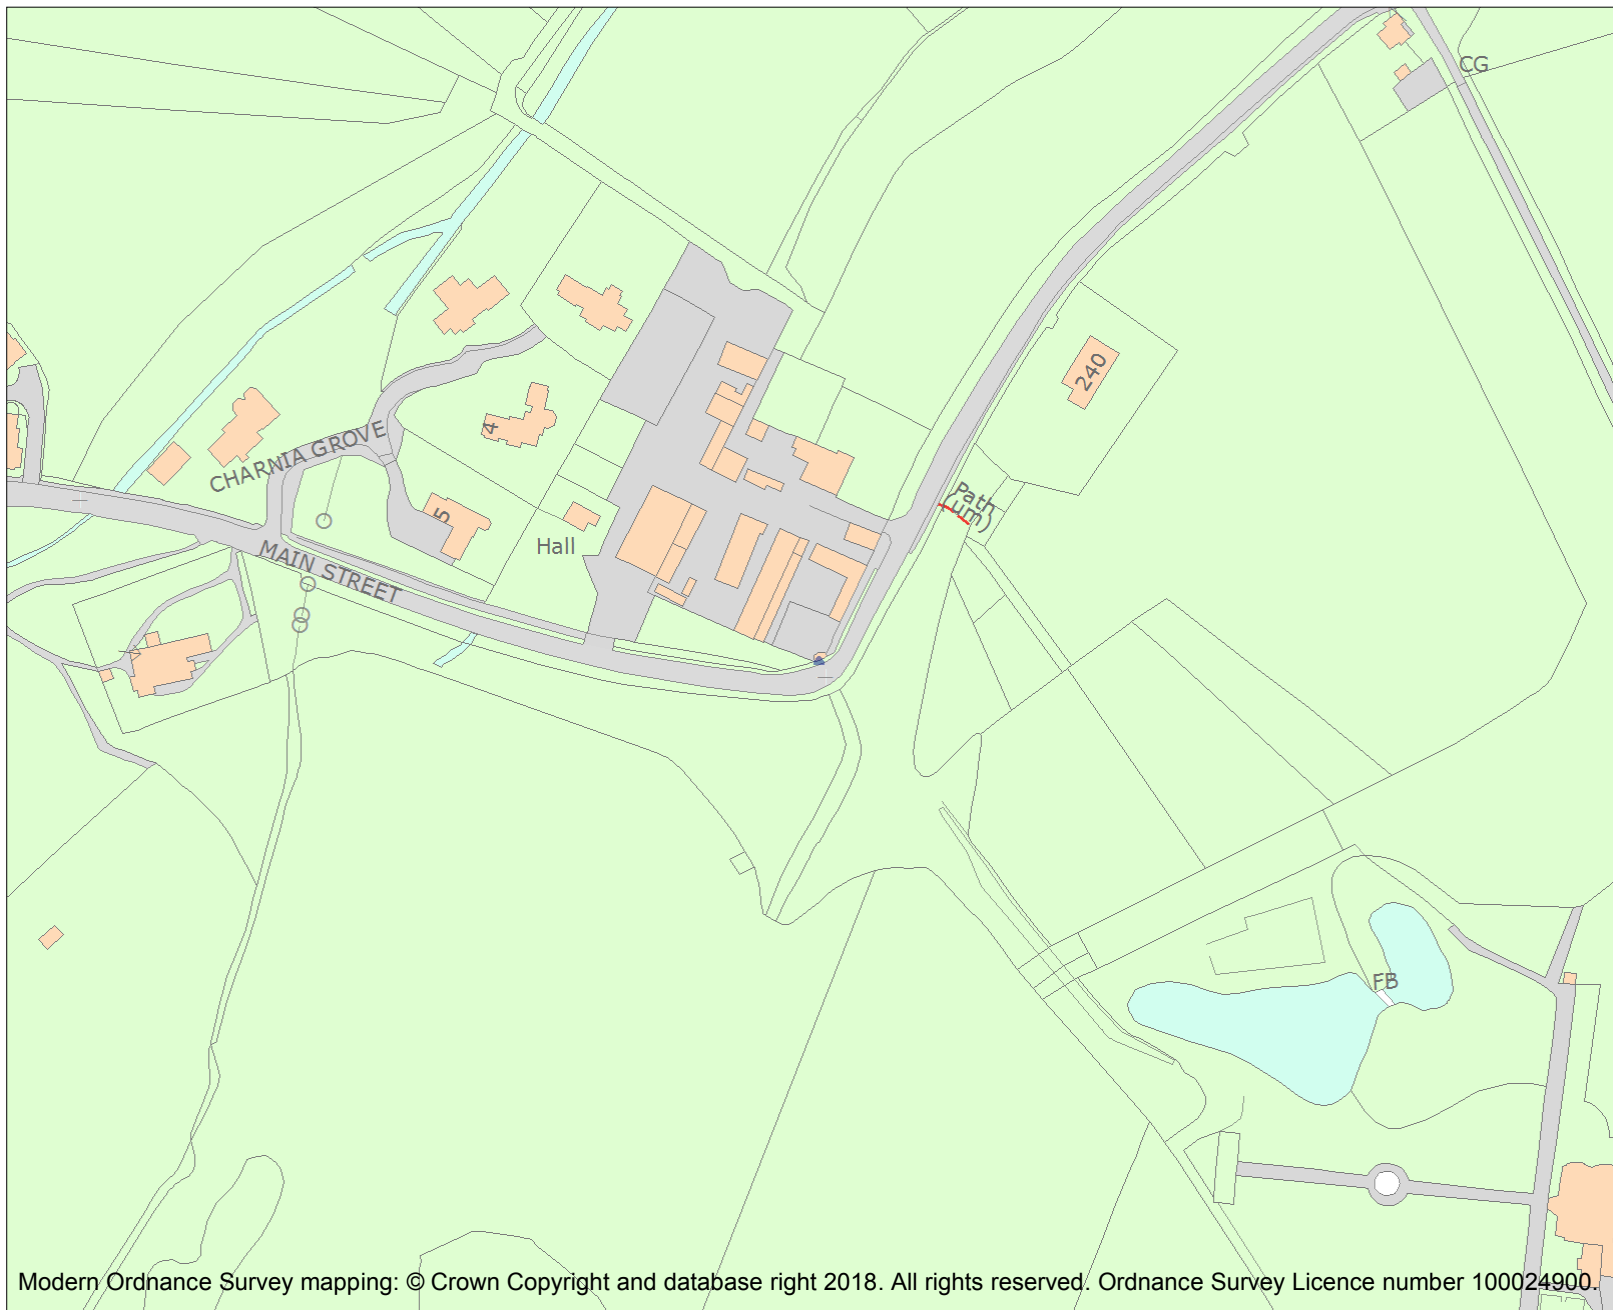 CG
240
4
CHARNIA GROVE
Path
(um)
5
Hall
MAIN STREET
FB
Modern Ordnance Survey mapping: © Crown Copyright and database right 2018. All rights reserved. Ordnance Survey Licence number 100024900.